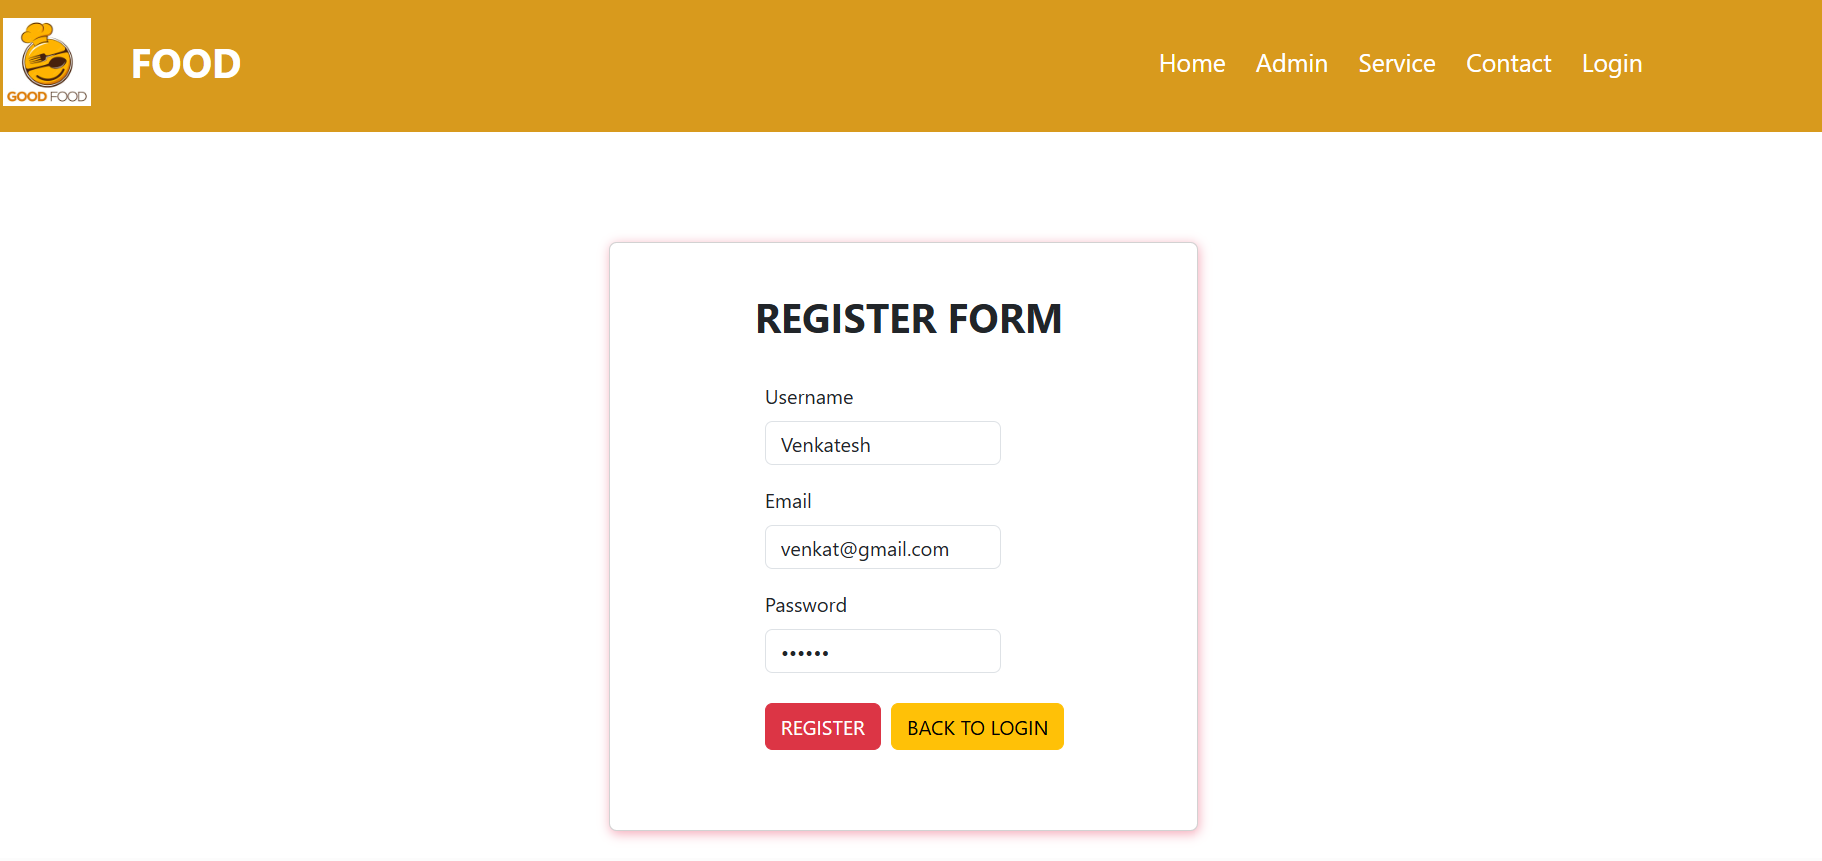 GOOD FOOD
FOOD
Home Admin Service Contact Login
REGISTER FORM
Username
Venkatesh
Email
venkat@gmail.com
Password
••••••
REGISTER BACK TO LOGIN